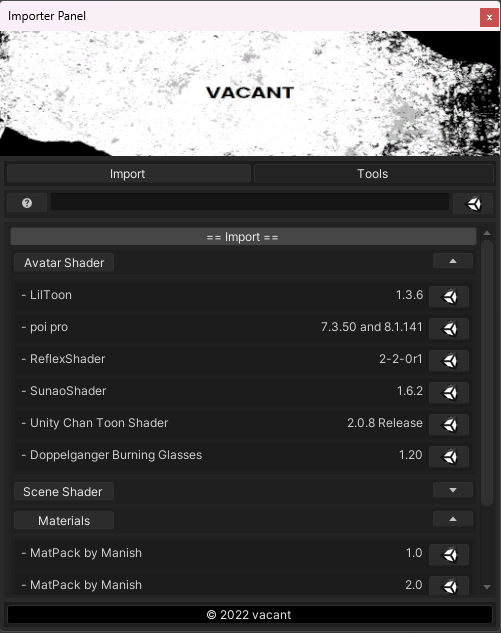 Importer Panel
x
VACANT
Import
Tools
?
== Import ==
Avatar Shader
- LilToon 1.3.6
- poi pro 7.3.50 and 8.1.141
- ReflexShader 2-2-0r1
- SunaoShader 1.6.2
- Unity Chan Toon Shader 2.0.8 Release
- Doppelganger Burning Glasses 1.20
Scene Shader
Materials
- MatPack by Manish 1.0
- MatPack by Manish 2.0
© 2022 vacant